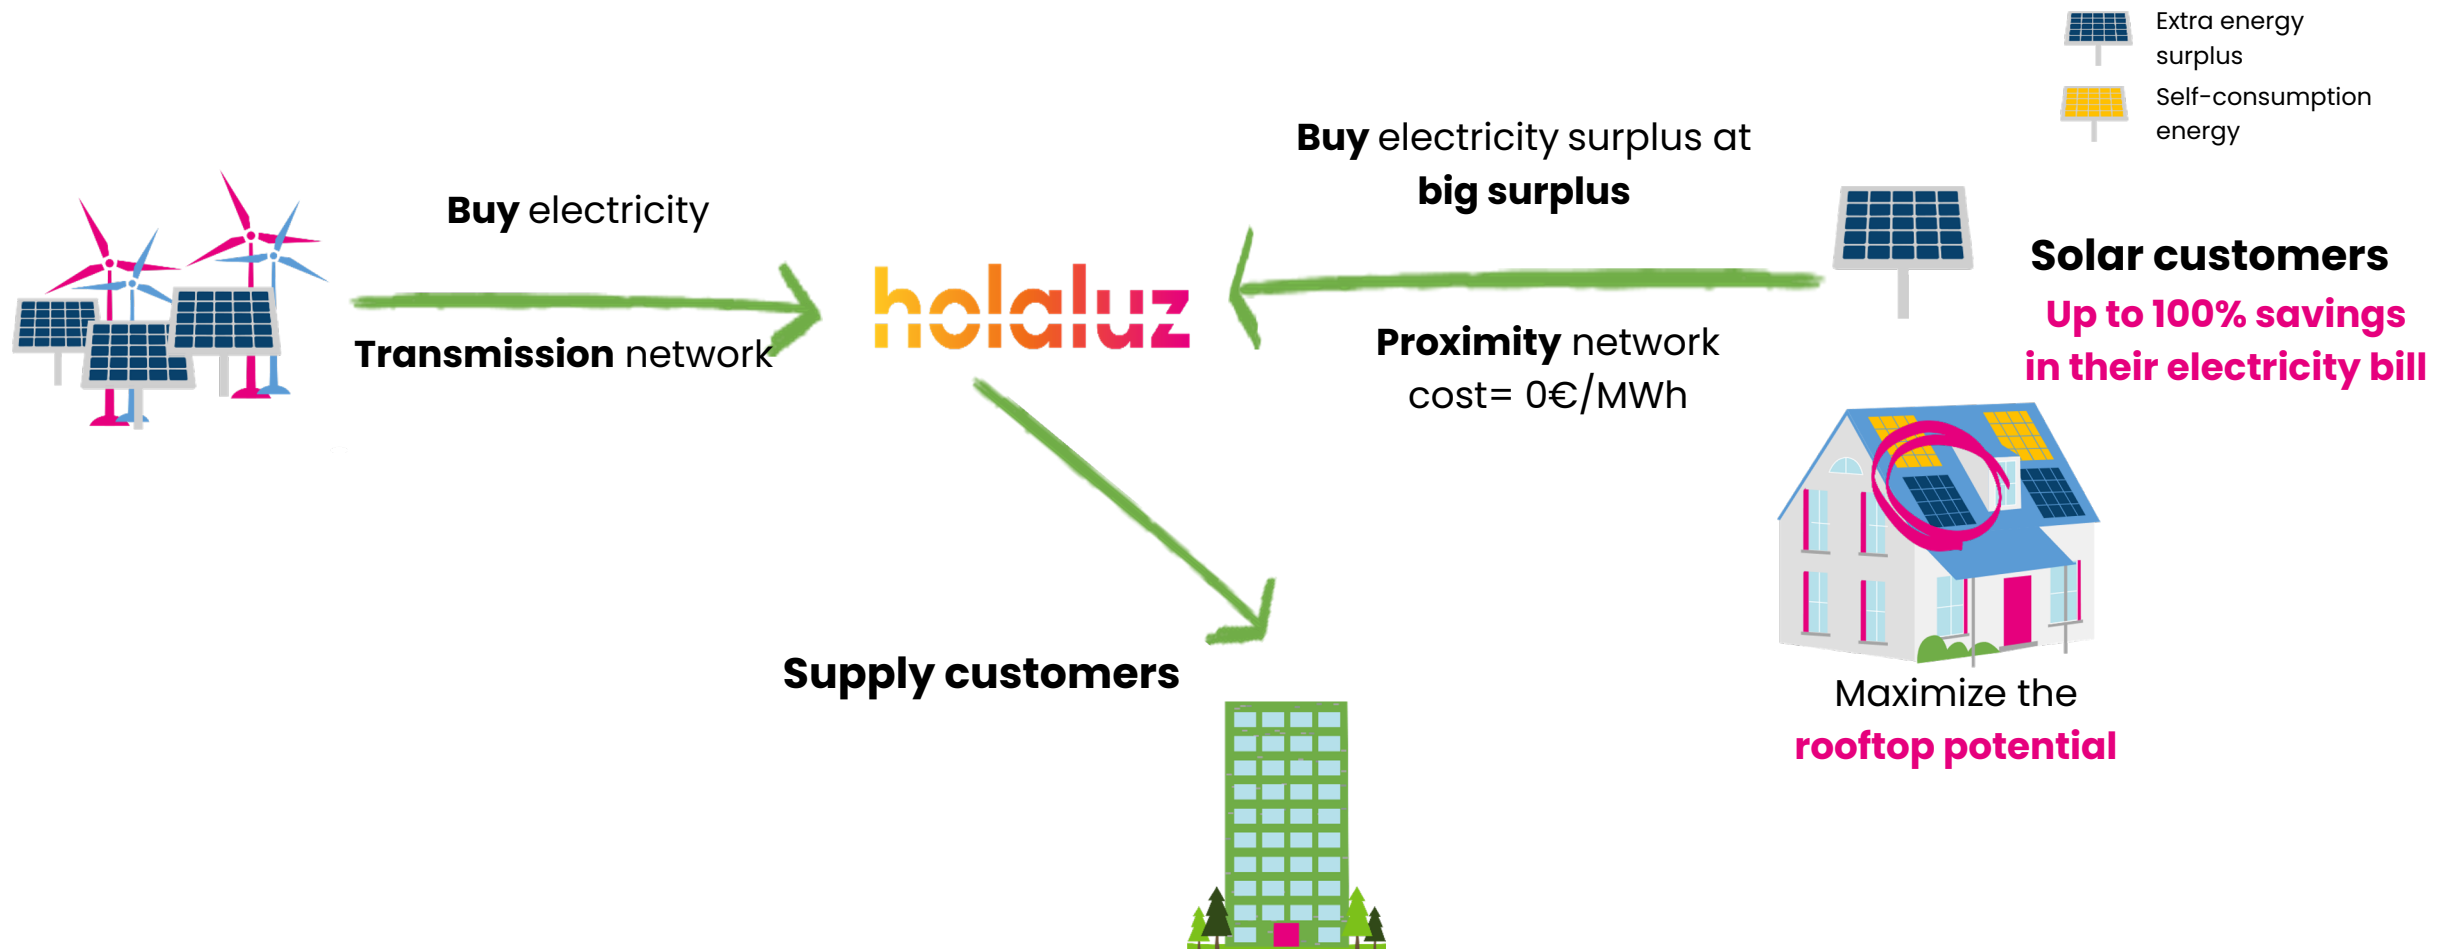 Extra energy
surplus
Self-consumption
energy
Buy electricity surplus at
big surplus
Buy electricity
Transmission network
holaluz
Proximity network
cost= 0€/MWh
Solar customers
Up to 100% savings
in their electricity bill
Maximize the
rooftop potential
Supply customers